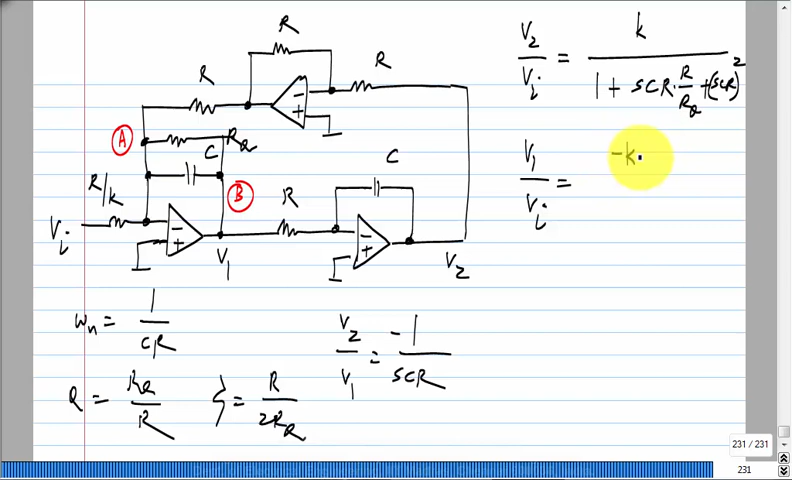 R
R
R
A
R_Q
C
B
R/k
R
C
V_i
V_1
V_2
ω_n = 1/CR
Q = R_Q/R
ζ = R/2R_Q
V_2/V_1 = -1/SCR
V_2/V_i = k/(1 + SCR·R/R_Q + (SCR)^2)
V_1/V_i = -k·
231 / 231
231